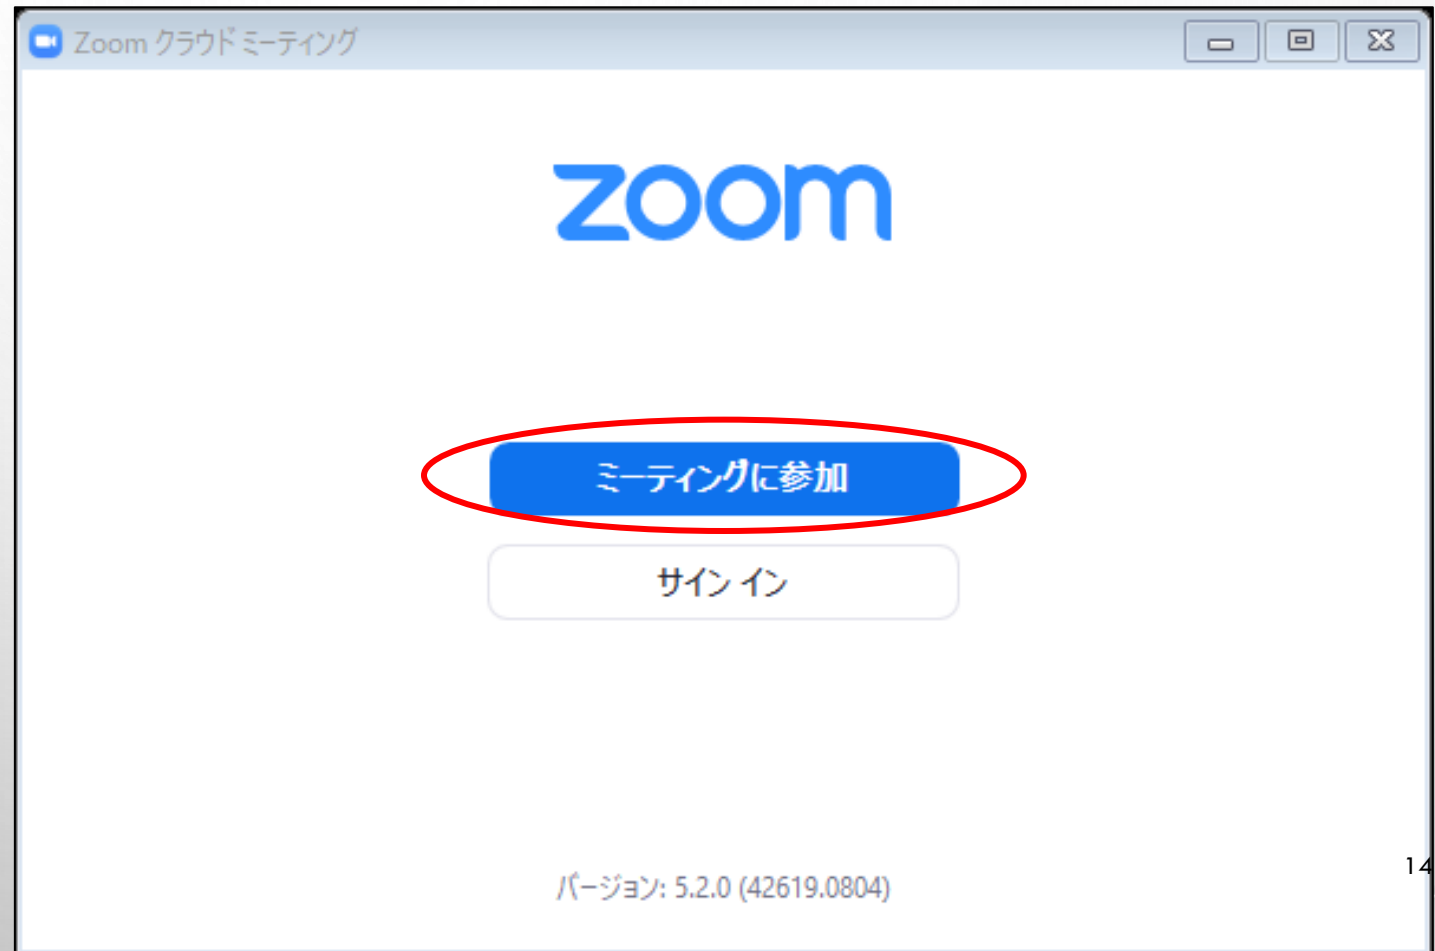 Zoom クラウド ミーティング
zoom
ミーティングに参加
サイン イン
14
バージョン: 5.2.0 (42619.0804)